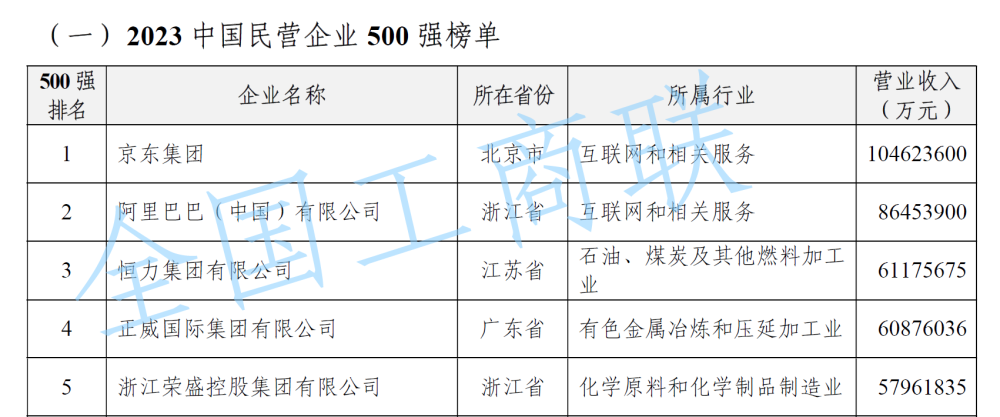 （一）2023 中国民营企业 500 强榜单
500 强排名 企业名称 所在省份 所属行业 营业收入（万元）
1 京东集团 北京市 互联网和相关服务 104623600
2 阿里巴巴（中国）有限公司 浙江省 互联网和相关服务 86453900
3 恒力集团有限公司 江苏省 石油、煤炭及其他燃料加工业 61175675
4 正威国际集团有限公司 广东省 有色金属冶炼和压延加工业 60876036
5 浙江荣盛控股集团有限公司 浙江省 化学原料和化学制品制造业 57961835
全国工商联